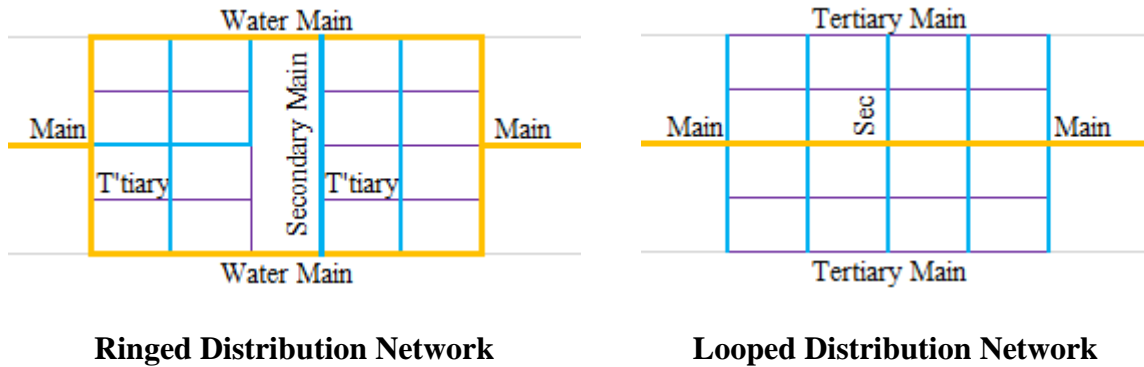 Water Main
Main
Secondary Main
Main
T'tiary
T'tiary
Water Main
Ringed Distribution Network
Tertiary Main
Main
Sec
Main
Tertiary Main
Looped Distribution Network